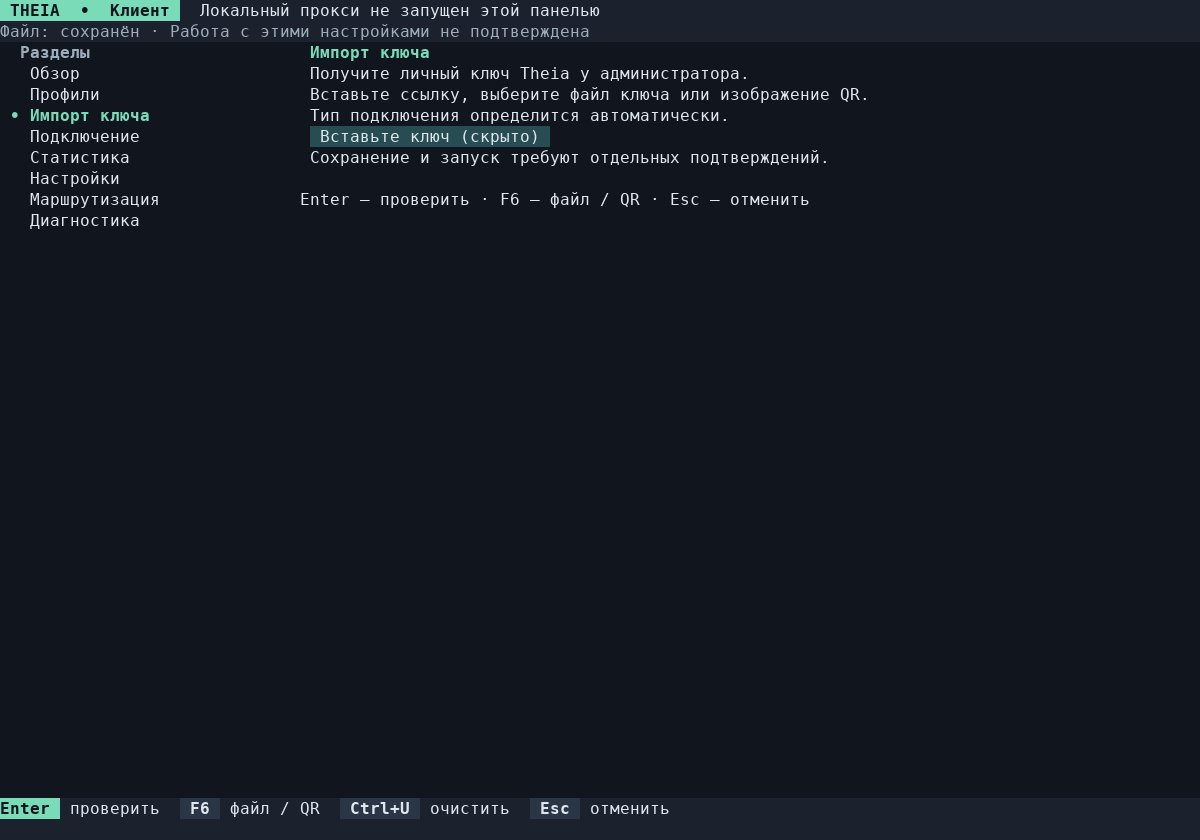 THEIA • Клиент Локальный прокси не запущен этой панелью
Файл: сохранён · Работа с этими настройками не подтверждена
Разделы
Обзор
Профили
• Импорт ключа
Подключение
Статистика
Настройки
Маршрутизация
Диагностика
Импорт ключа
Получите личный ключ Theia у администратора.
Вставьте ссылку, выберите файл ключа или изображение QR.
Тип подключения определится автоматически.
Вставьте ключ (скрыто)
Сохранение и запуск требуют отдельных подтверждений.
Enter — проверить · F6 — файл / QR · Esc — отменить
Enter проверить F6 файл / QR Ctrl+U очистить Esc отменить